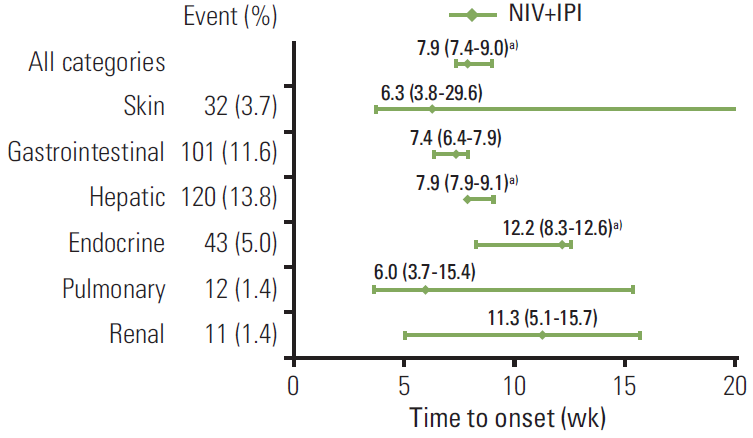 Event (%)
NIV+IPI
All categories
7.9 (7.4-9.0)a)
Skin 32 (3.7)
6.3 (3.8-29.6)
Gastrointestinal 101 (11.6)
7.4 (6.4-7.9)
Hepatic 120 (13.8)
7.9 (7.9-9.1)a)
Endocrine 43 (5.0)
12.2 (8.3-12.6)a)
Pulmonary 12 (1.4)
6.0 (3.7-15.4)
Renal 11 (1.4)
11.3 (5.1-15.7)
0 5 10 15 20
Time to onset (wk)